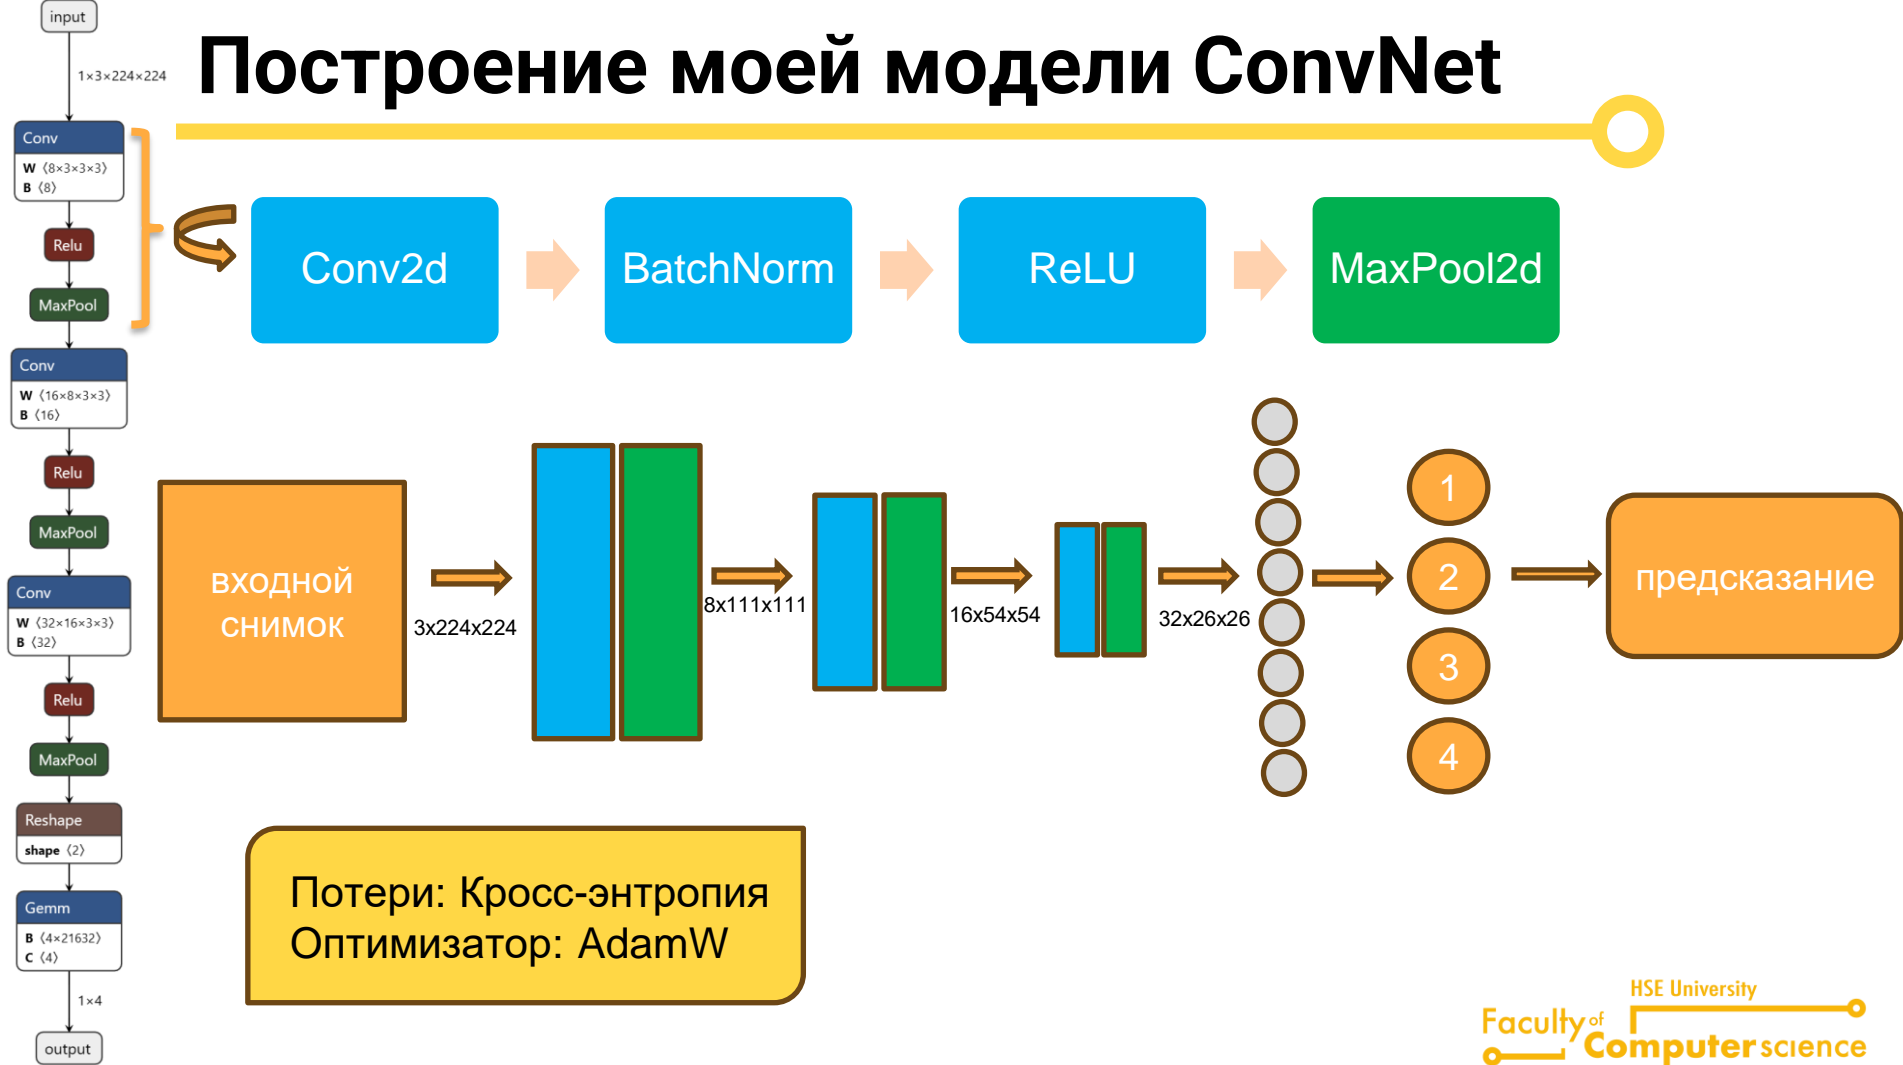 Построение моей модели ConvNet
input
1×3×224×224
Conv
W ⟨8×3×3×3⟩
B ⟨8⟩
Relu
MaxPool
Conv
W ⟨16×8×3×3⟩
B ⟨16⟩
Relu
MaxPool
Conv
W ⟨32×16×3×3⟩
B ⟨32⟩
Relu
MaxPool
Reshape
shape ⟨2⟩
Gemm
B ⟨4×21632⟩
C ⟨4⟩
1×4
output
Conv2d
BatchNorm
ReLU
MaxPool2d
входной
снимок
3x224x224
8x111x111
16x54x54
32x26x26
1
2
3
4
предсказание
Потери: Кросс-энтропия
Оптимизатор: AdamW
HSE University
Faculty of
Computer science